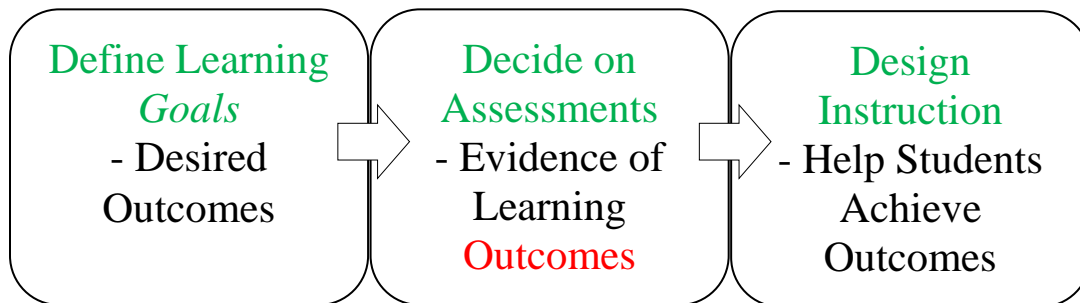 Define Learning
Goals
- Desired
Outcomes
Decide on
Assessments
- Evidence of
Learning
Outcomes
Design
Instruction
- Help Students
Achieve
Outcomes